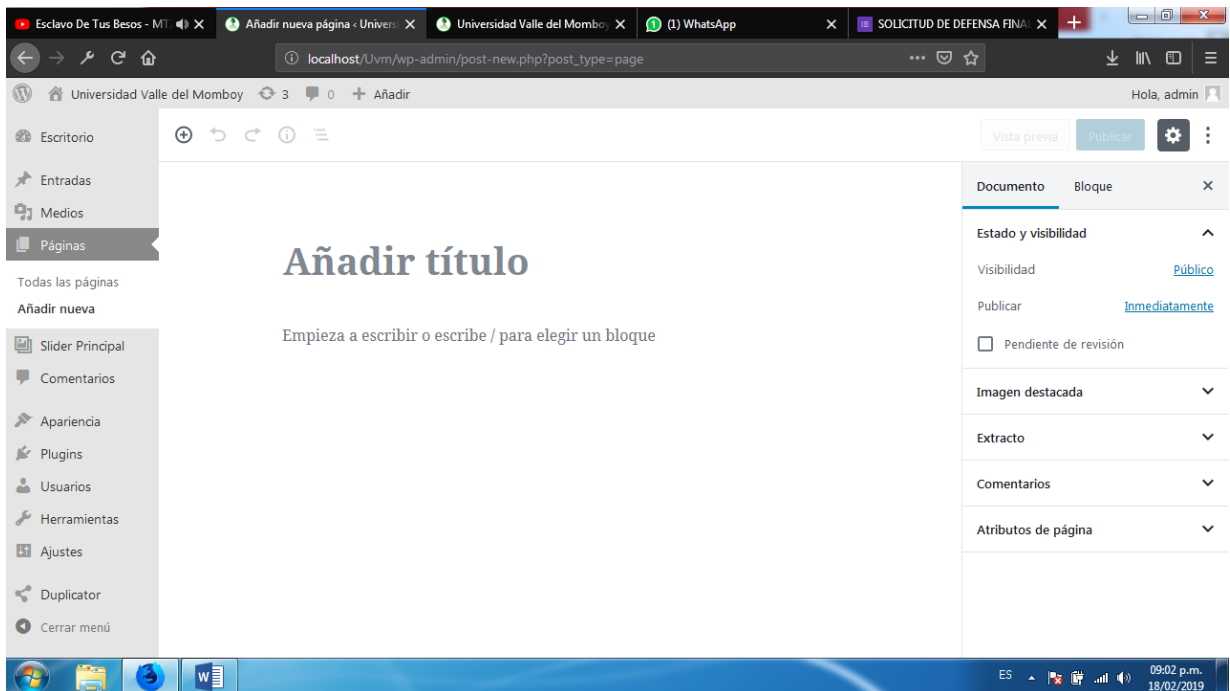 Esclavo De Tus Besos - MT
Añadir nueva página ‹ Univers
Universidad Valle del Momboy
(1) WhatsApp
SOLICITUD DE DEFENSA FINAL
localhost/Uvm/wp-admin/post-new.php?post_type=page
Universidad Valle del Momboy
3
0
Añadir
Hola, admin
Escritorio
Entradas
Medios
Páginas
Todas las páginas
Añadir nueva
Slider Principal
Comentarios
Apariencia
Plugins
Usuarios
Herramientas
Ajustes
Duplicator
Cerrar menú
Vista previa
Publicar
Añadir título
Empieza a escribir o escribe / para elegir un bloque
Documento
Bloque
Estado y visibilidad
Visibilidad
Público
Publicar
Inmediatamente
Pendiente de revisión
Imagen destacada
Extracto
Comentarios
Atributos de página
ES
09:02 p.m.
18/02/2019